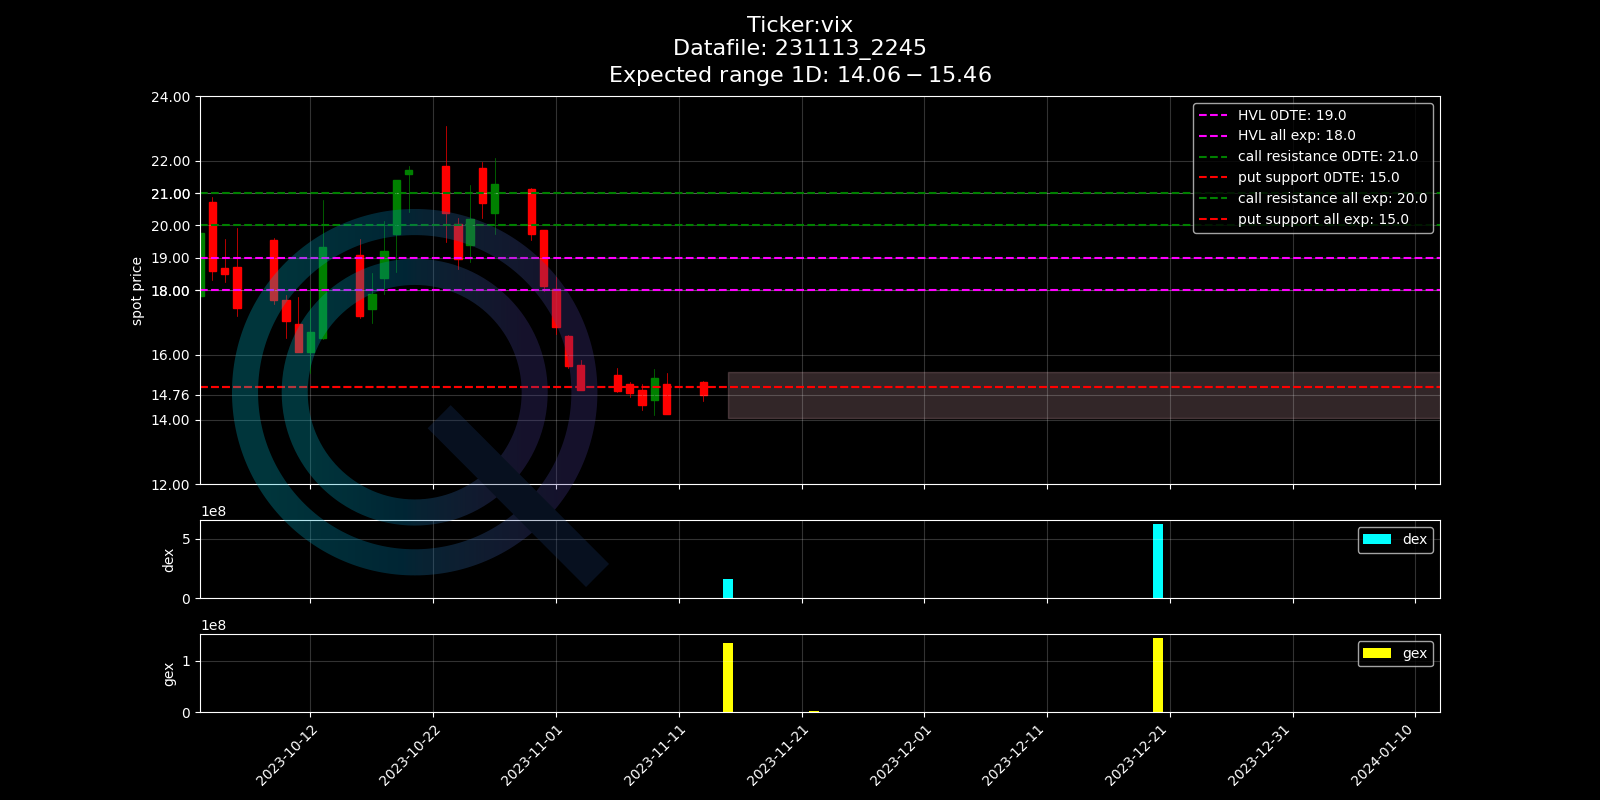 Ticker:vix
Datafile: 231113_2245
Expected range 1D: 14.06 − 15.46
24.00
22.00
21.00
20.00
19.00
18.00
16.00
14.76
14.00
12.00
spot price
HVL 0DTE: 19.0
HVL all exp: 18.0
call resistance 0DTE: 21.0
put support 0DTE: 15.0
call resistance all exp: 20.0
put support all exp: 15.0
1e8
5
0
dex
dex
1e8
1
0
gex
gex
2023-10-12
2023-10-22
2023-11-01
2023-11-11
2023-11-21
2023-12-01
2023-12-11
2023-12-21
2023-12-31
2024-01-10